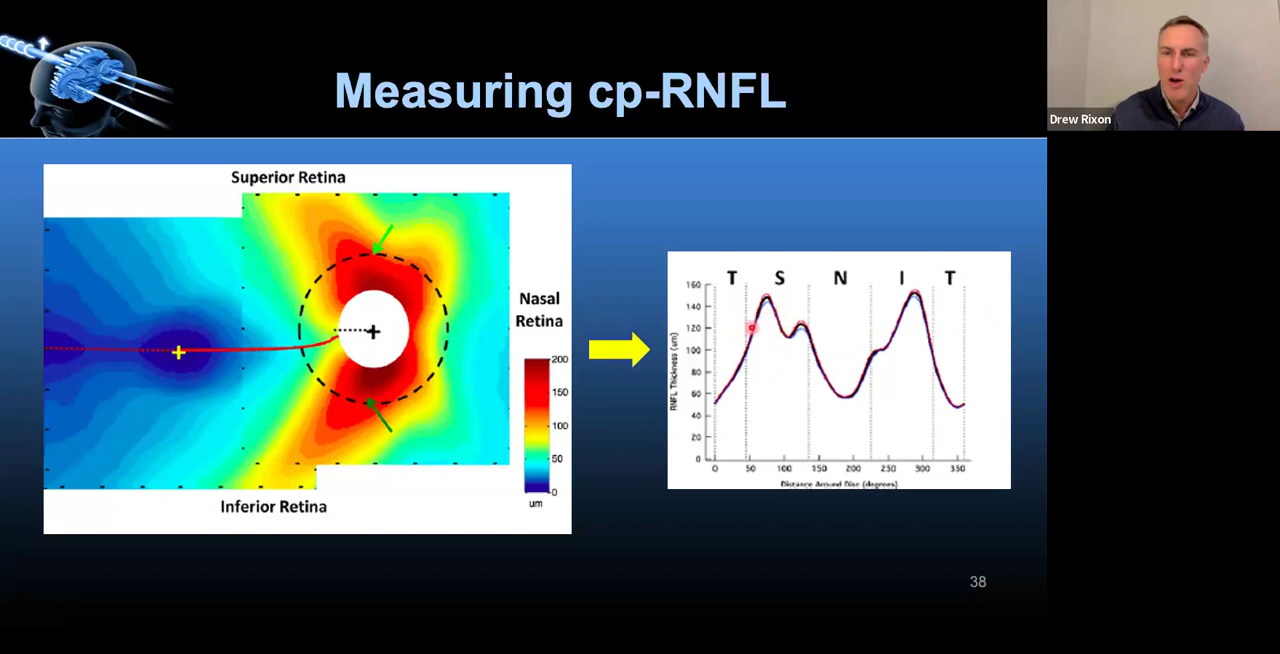 Measuring cp-RNFL
Drew Rixon
Superior Retina
Nasal
Retina
200
150
100
50
0
um
Inferior Retina
T S N I T
160
140
120
100
80
60
40
20
0
RNFL Thickness (um)
0 50 100 150 200 250 300 350
Distance Around Disc (degrees)
38